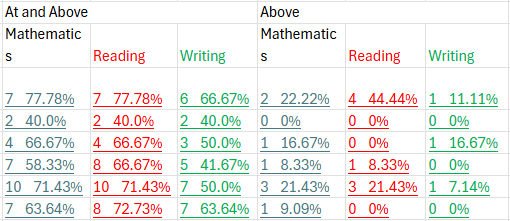 At and Above Above
Mathematic Mathematic
s Reading Writing s Reading Writing
7 77.78% 7 77.78% 6 66.67% 2 22.22% 4 44.44% 1 11.11%
2 40.0% 2 40.0% 2 40.0% 0 0% 0 0% 0 0%
4 66.67% 4 66.67% 3 50.0% 1 16.67% 0 0% 1 16.67%
7 58.33% 8 66.67% 5 41.67% 1 8.33% 1 8.33% 0 0%
10 71.43% 10 71.43% 7 50.0% 3 21.43% 3 21.43% 1 7.14%
7 63.64% 8 72.73% 7 63.64% 1 9.09% 0 0% 0 0%